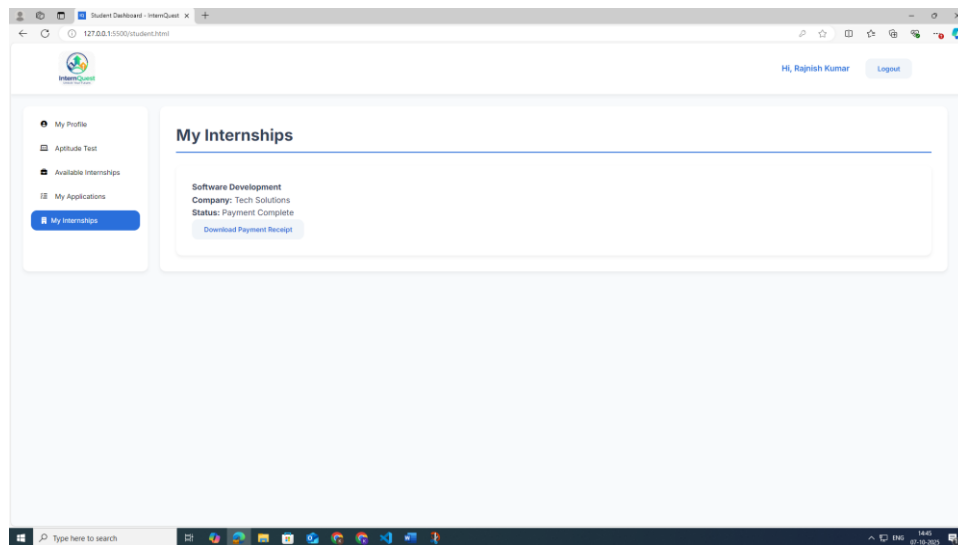 Student Dashboard - InternQuest
127.0.0.1:5500/student.html
InternQuest
Hi, Rajnish Kumar
Logout
My Profile
Aptitude Test
Available Internships
My Applications
My Internships
My Internships
Software Development
Company: Tech Solutions
Status: Payment Complete
Download Payment Receipt
Type here to search
ENG
14:45
07-10-2025